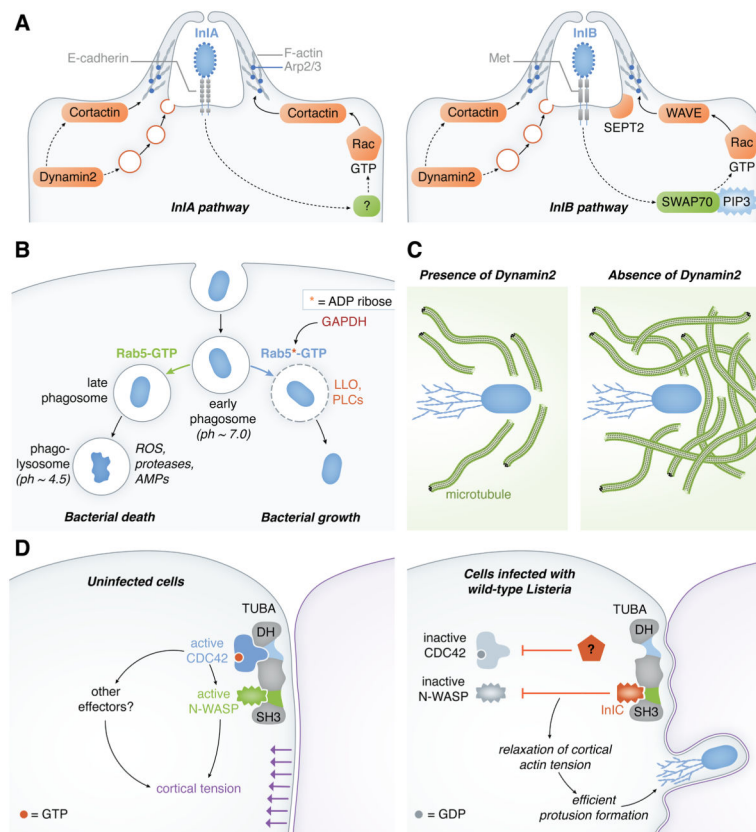 A
InlA
E-cadherin
F-actin
Arp2/3
Cortactin
Cortactin
Dynamin2
Rac
GTP
?
InlA pathway
InlB
Met
Cortactin
SEPT2
WAVE
Dynamin2
Rac
GTP
SWAP70
PIP3
InlB pathway
B
* = ADP ribose
GAPDH
Rab5-GTP
Rab5*-GTP
late
phagosome
early
phagosome
(ph ~ 7.0)
LLO,
PLCs
phago-
lysosome
(ph ~ 4.5)
ROS,
proteases,
AMPs
Bacterial death
Bacterial growth
C
Presence of Dynamin2
Absence of Dynamin2
microtubule
D
Uninfected cells
TUBA
DH
active
CDC42
other
effectors?
active
N-WASP
SH3
cortical tension
= GTP
Cells infected with
wild-type Listeria
TUBA
DH
inactive
CDC42
?
inactive
N-WASP
InlC
SH3
relaxation of cortical
actin tension
efficient
protusion formation
= GDP